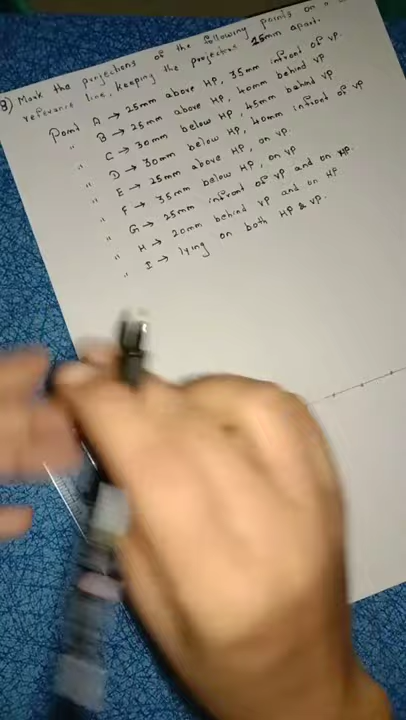 8) Mark the projections of the following points on
reference line, keeping the projectors 25mm apart.
Point A → 25mm above HP, 35mm infront of VP.
" B → 25mm above HP, 40mm behind VP
" C → 30mm below HP, 45mm behind VP
" D → 30mm below HP, 40mm infront of VP
" E → 25mm above HP, on VP.
" F → 35mm below HP, on VP
" G → 25mm infront of VP and on HP.
" H → 20mm behind VP and on HP
" I → lying on both HP & VP.